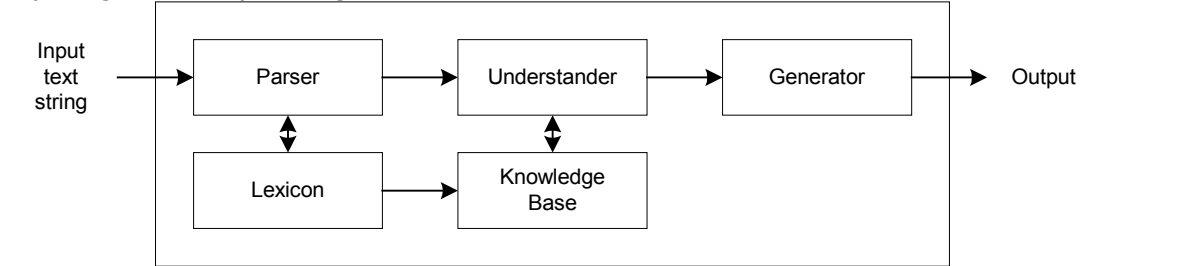 Input
text
string
Parser
Understander
Generator
Output
Lexicon
Knowledge
Base